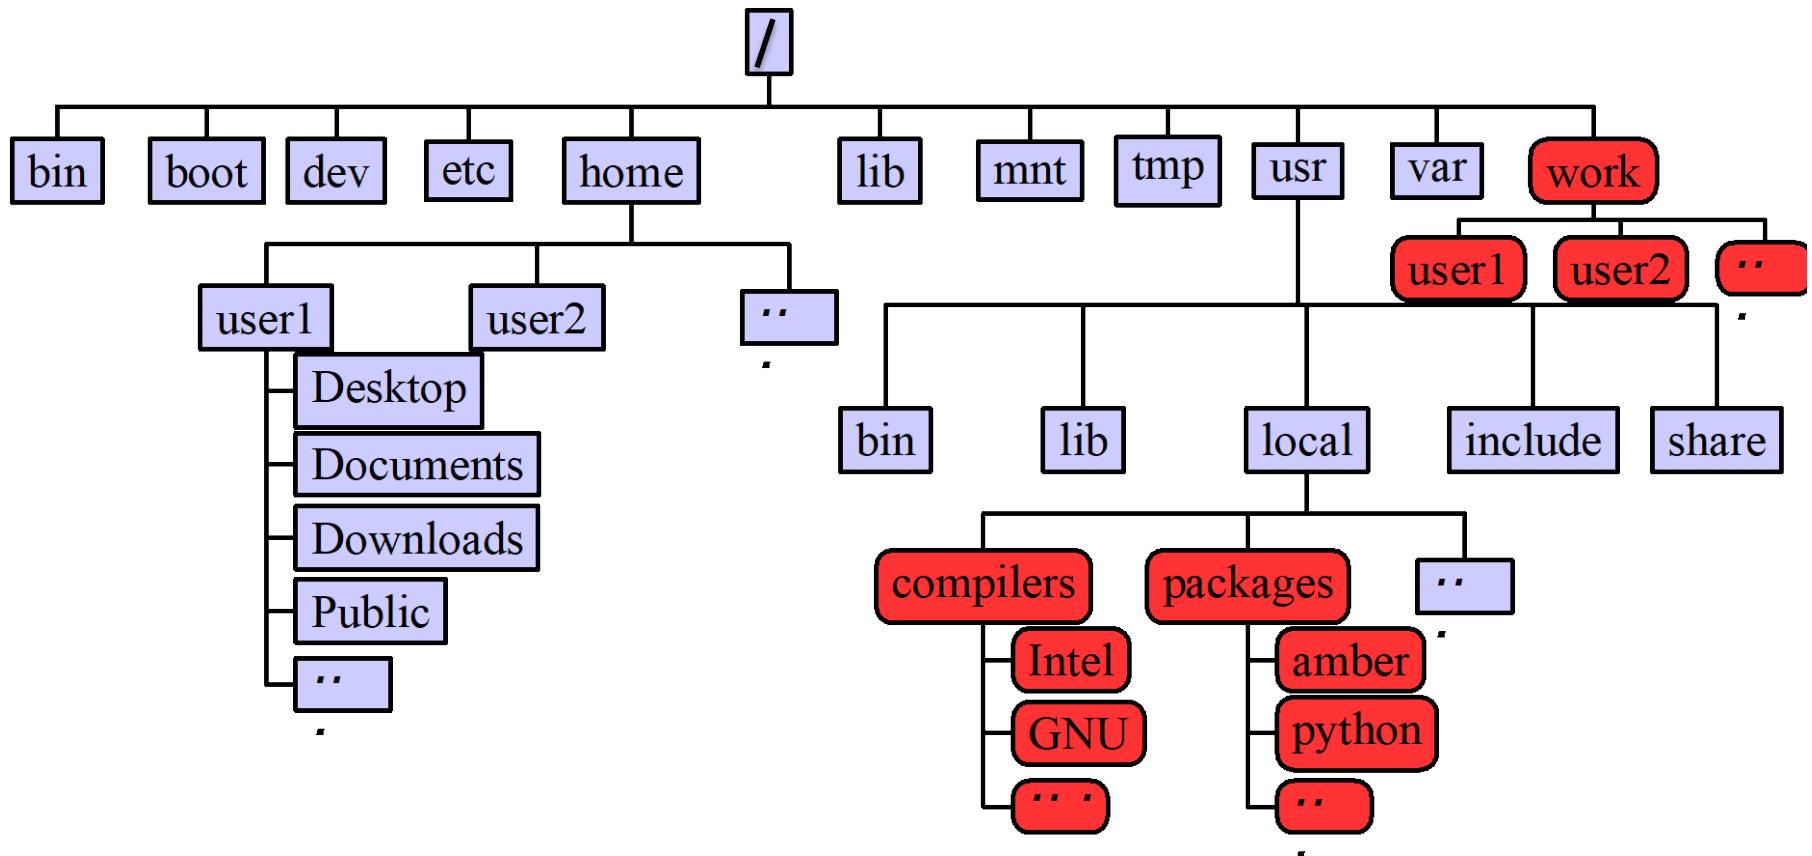 /
bin boot dev etc home lib mnt tmp usr var work
user1 user2 ...
user1 user2 ...
Desktop
Documents
Downloads
Public
...
bin lib local include share
compilers packages ...
Intel
GNU
...
amber
python
...